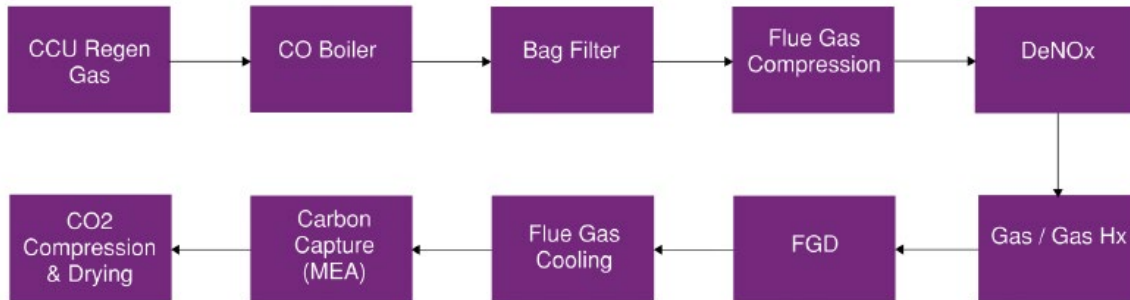 CCU Regen
Gas
CO Boiler
Bag Filter
Flue Gas
Compression
DeNOx
CO2
Compression
& Drying
Carbon
Capture
(MEA)
Flue Gas
Cooling
FGD
Gas / Gas Hx